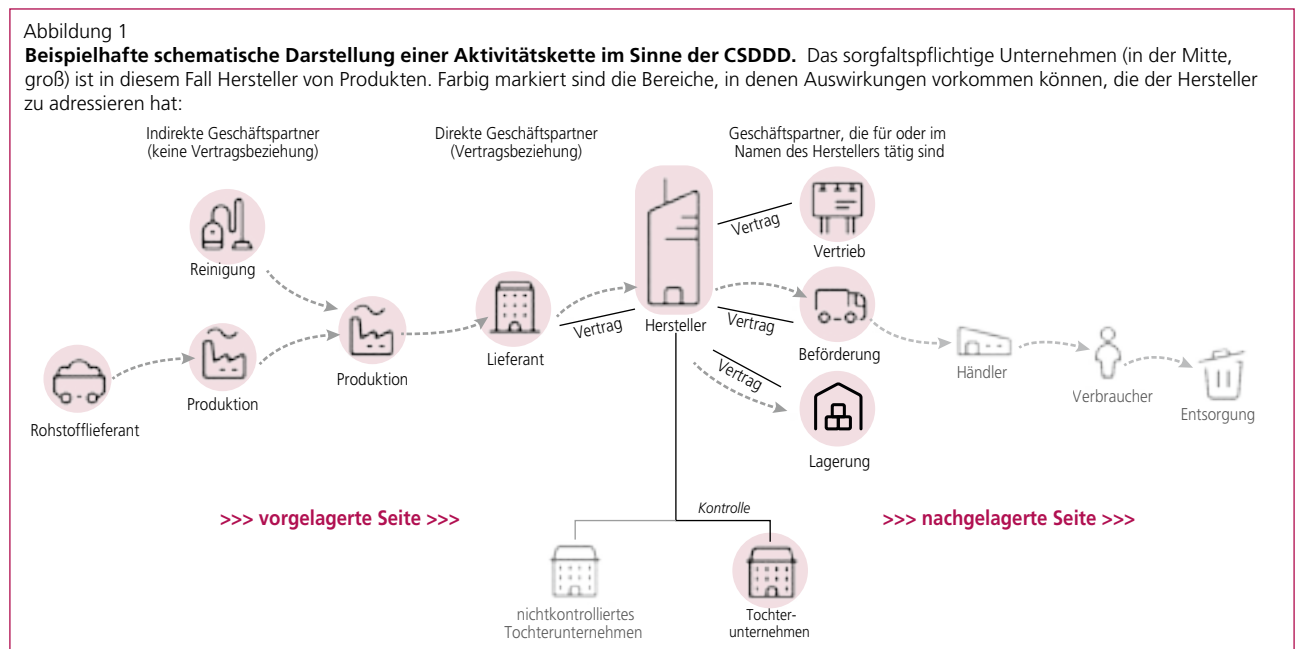 Abbildung 1
Beispielhafte schematische Darstellung einer Aktivitätskette im Sinne der CSDDD. Das sorgfaltspflichtige Unternehmen (in der Mitte,
groß) ist in diesem Fall Hersteller von Produkten. Farbig markiert sind die Bereiche, in denen Auswirkungen vorkommen können, die der Hersteller
zu adressieren hat:
Indirekte Geschäftspartner
(keine Vertragsbeziehung)
Direkte Geschäftspartner
(Vertragsbeziehung)
Geschäftspartner, die für oder im
Namen des Herstellers tätig sind
Reinigung
Vertrag
Vertrieb
Rohstofflieferant
Produktion
Produktion
Lieferant
Vertrag
Hersteller
Vertrag
Beförderung
Händler
Verbraucher
Entsorgung
Vertrag
Lagerung
>>> vorgelagerte Seite >>>
Kontrolle
>>> nachgelagerte Seite >>>
nichtkontrolliertes
Tochterunternehmen
Tochter-
unternehmen